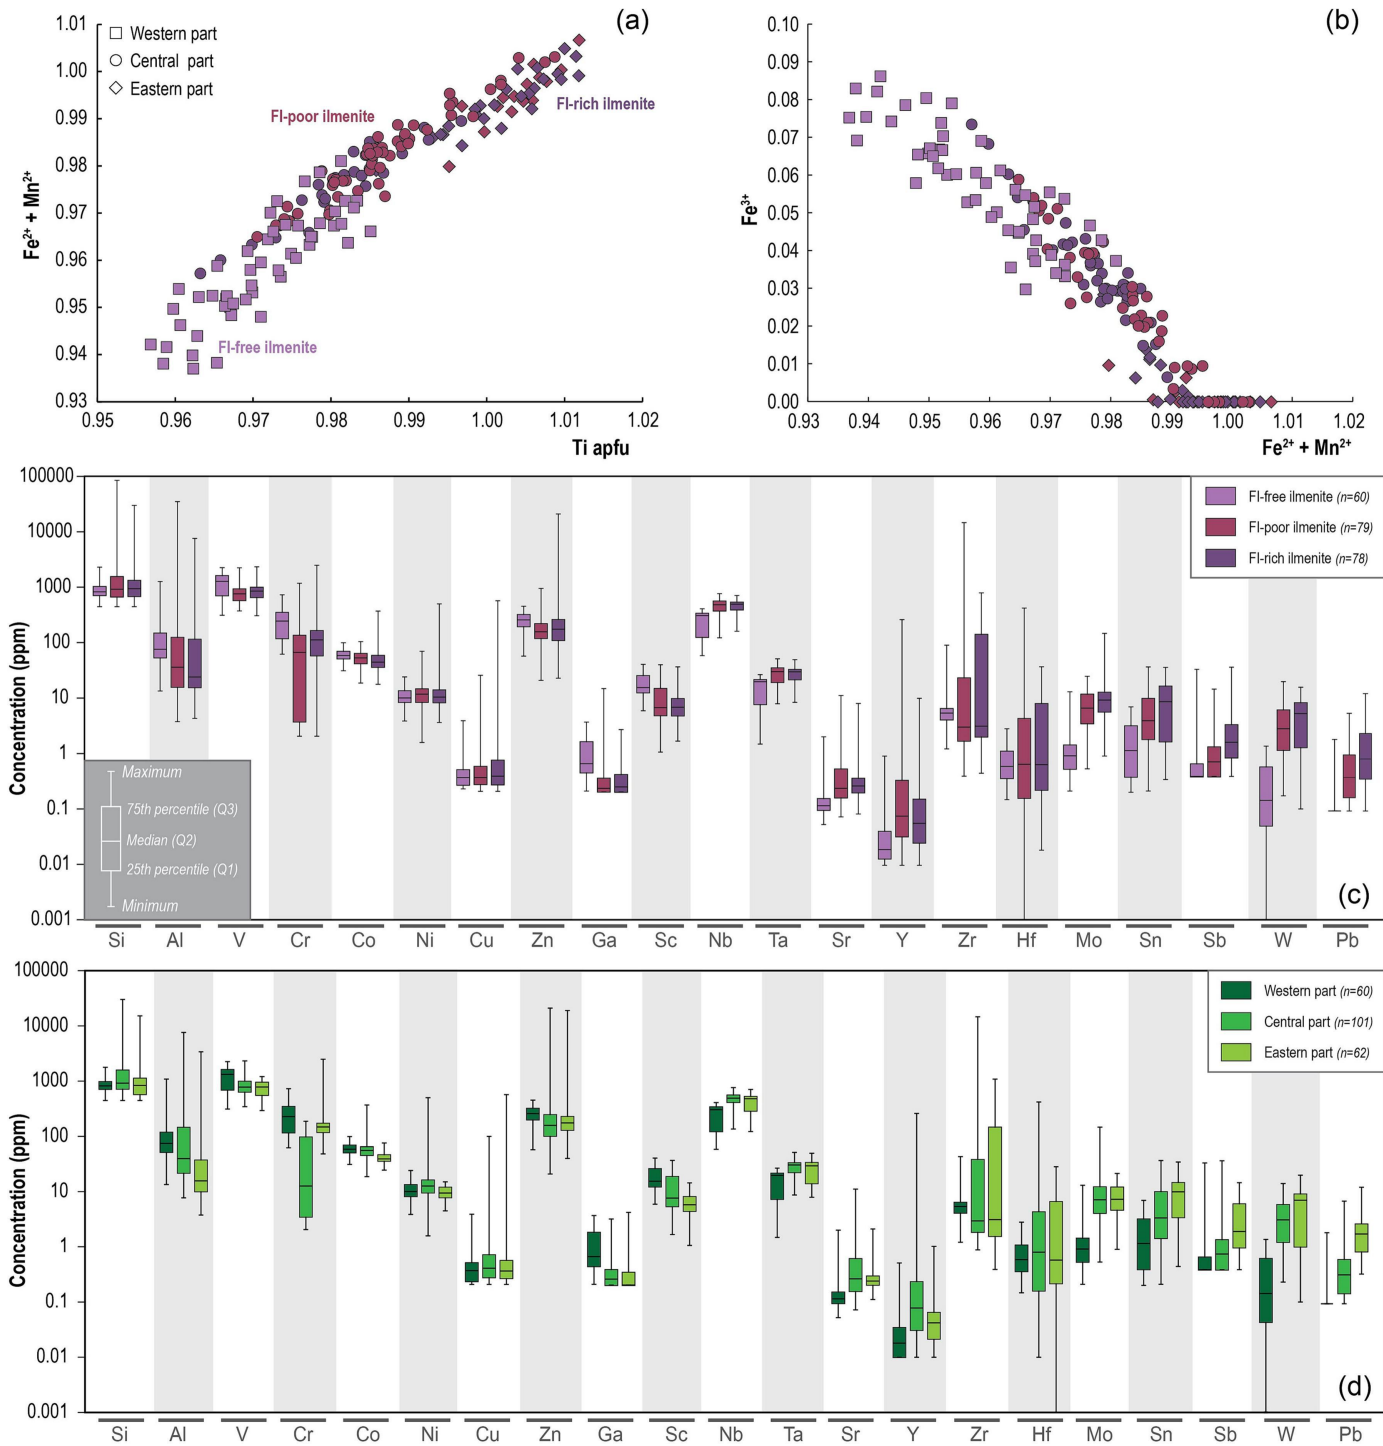 (a)
1.01
1.00
0.99
0.98
0.97
0.96
0.95
0.94
0.93
Fe²⁺ + Mn²⁺
Western part
Central part
Eastern part
FI-poor ilmenite
FI-rich ilmenite
FI-free ilmenite
0.95 0.96 0.97 0.98 0.99 1.00 1.01 1.02
Ti apfu
(b)
0.10
0.09
0.08
0.07
0.06
0.05
0.04
0.03
0.02
0.01
0.00
Fe³⁺
0.93 0.94 0.95 0.96 0.97 0.98 0.99 1.00 1.01 1.02
Fe²⁺ + Mn²⁺
100000
10000
1000
100
10
1
0.1
0.01
0.001
Concentration (ppm)
FI-free ilmenite (n=60)
FI-poor ilmenite (n=79)
FI-rich ilmenite (n=78)
Maximum
75th percentile (Q3)
Median (Q2)
25th percentile (Q1)
Minimum
(c)
Si Al V Cr Co Ni Cu Zn Ga Sc Nb Ta Sr Y Zr Hf Mo Sn Sb W Pb
100000
10000
1000
100
10
1
0.1
0.01
0.001
Concentration (ppm)
Western part (n=60)
Central part (n=101)
Eastern part (n=62)
(d)
Si Al V Cr Co Ni Cu Zn Ga Sc Nb Ta Sr Y Zr Hf Mo Sn Sb W Pb